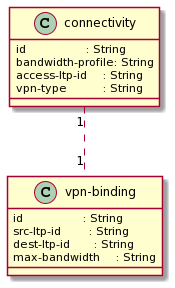 C connectivity
id : String
bandwidth-profile: String
access-ltp-id : String
vpn-type : String
1
1
C vpn-binding
id : String
src-ltp-id : String
dest-ltp-id : String
max-bandwidth : String